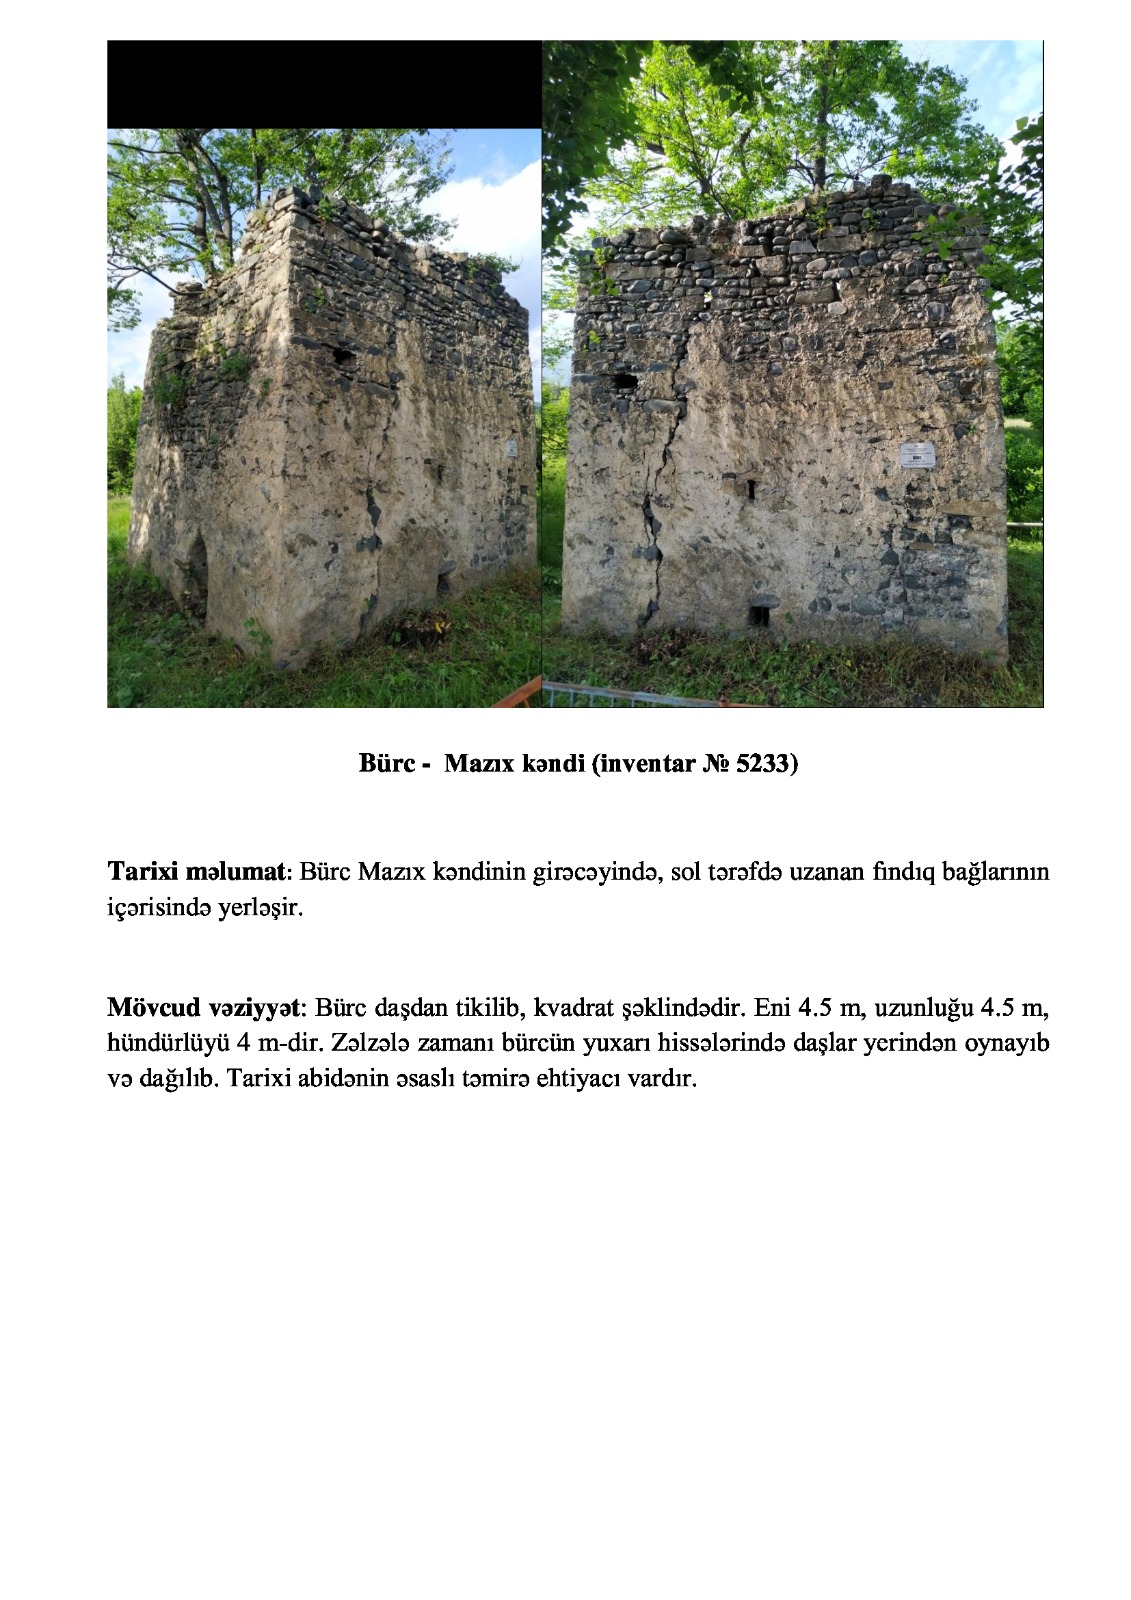 Bürc - Mazıx kəndi (inventar № 5233)
Tarixi məlumat: Bürc Mazıx kəndinin girəcəyində, sol tərəfdə uzanan fındıq bağlarının
içərisində yerləşir.
Mövcud vəziyyət: Bürc daşdan tikilib, kvadrat şəklindədir. Eni 4.5 m, uzunluğu 4.5 m,
hündürlüyü 4 m-dir. Zəlzələ zamanı bürcün yuxarı hissələrində daşlar yerindən oynayıb
və dağılıb. Tarixi abidənin əsaslı təmirə ehtiyacı vardır.